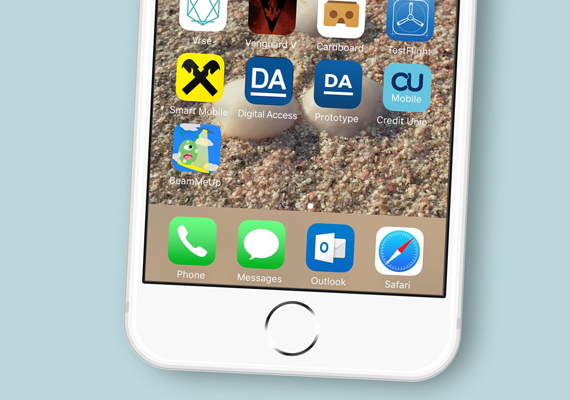 Vrse
Vanguard V
Cardboard
TestFlight
DA
DA
CU
Mobile
Smart Mobile
Digital Access
Prototype
Credit Unio...
BeamMeUp
O
Phone
Messages
Outlook
Safari